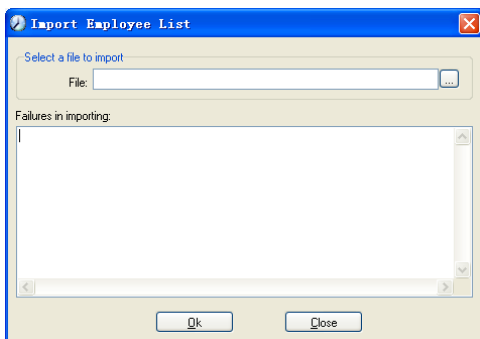 Import Employee List
Select a file to import
File:
...
Failures in importing:
Ok
Close